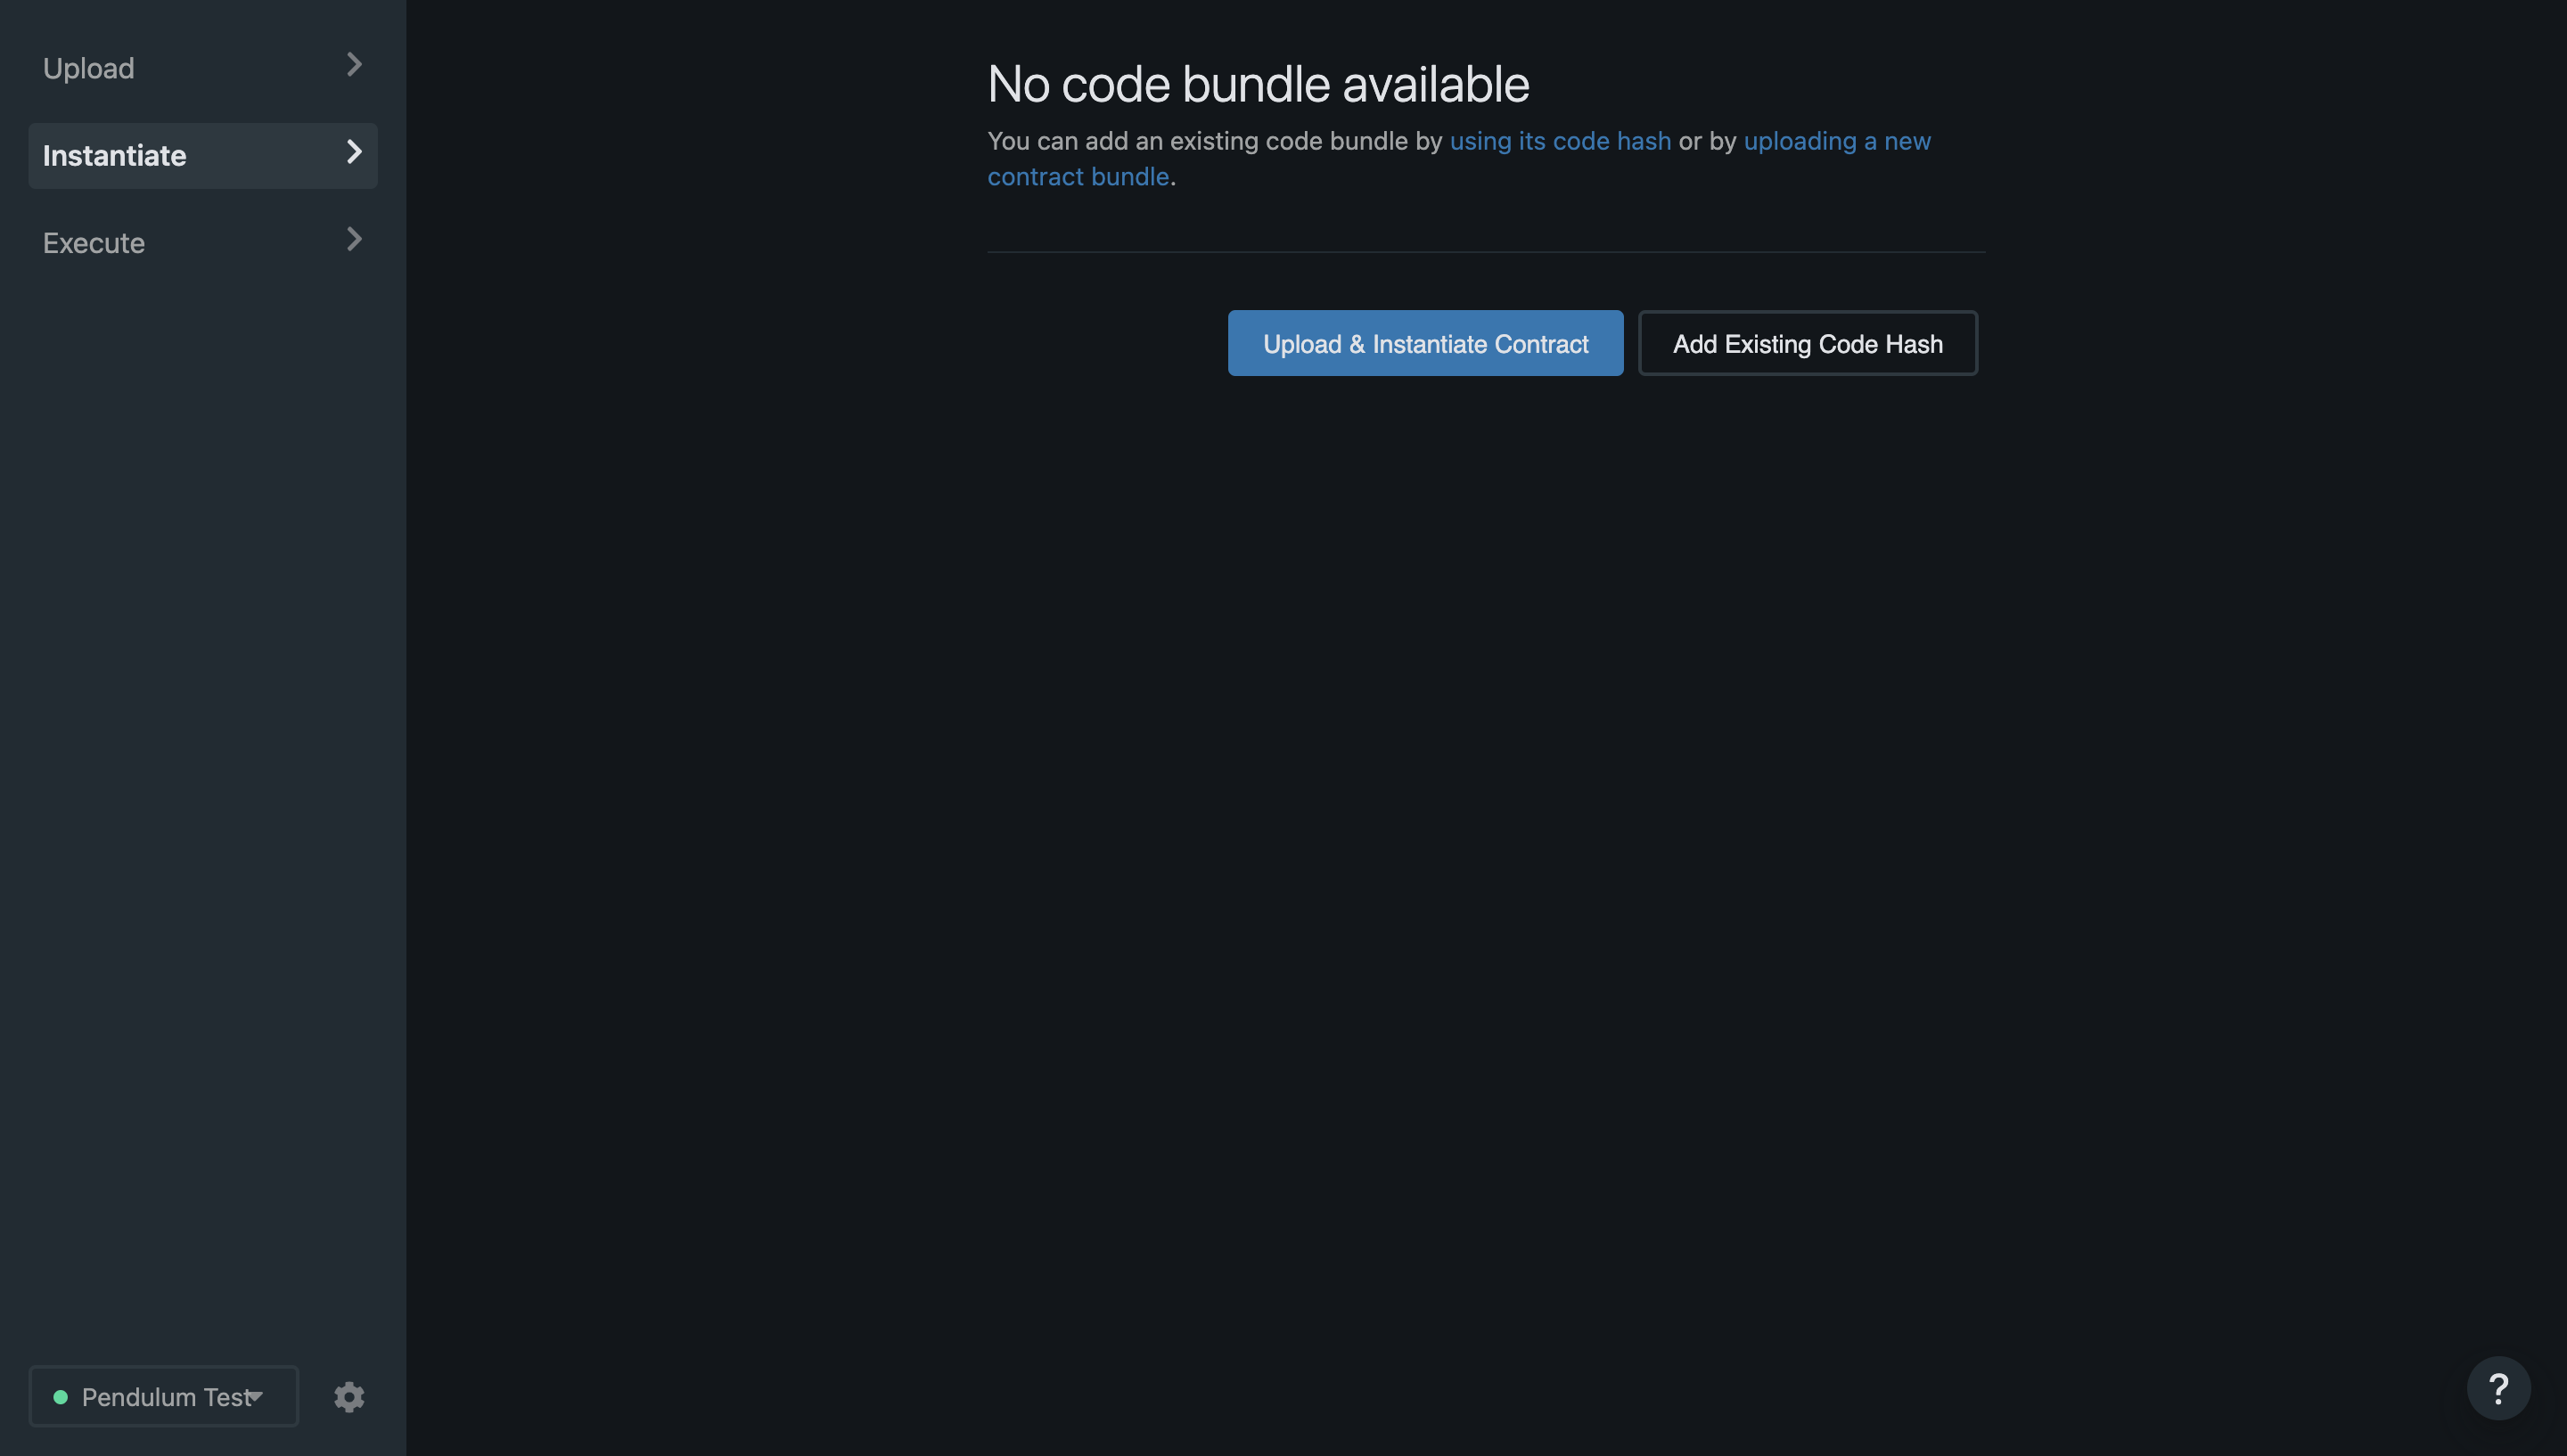 Upload
Instantiate
Execute
No code bundle available
You can add an existing code bundle by using its code hash or by uploading a new
contract bundle.
Upload & Instantiate Contract
Add Existing Code Hash
Pendulum Test
?